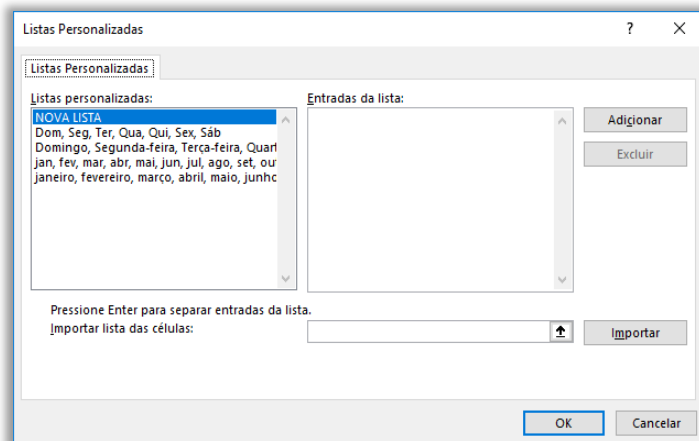 Listas Personalizadas
? X
Listas Personalizadas
Listas personalizadas:
Entradas da lista:
NOVA LISTA
Dom, Seg, Ter, Qua, Qui, Sex, Sáb
Domingo, Segunda-feira, Terça-feira, Quart
jan, fev, mar, abr, mai, jun, jul, ago, set, out
janeiro, fevereiro, março, abril, maio, junho
Adicionar
Excluir
Pressione Enter para separar entradas da lista.
Importar lista das células:
Importar
OK
Cancelar